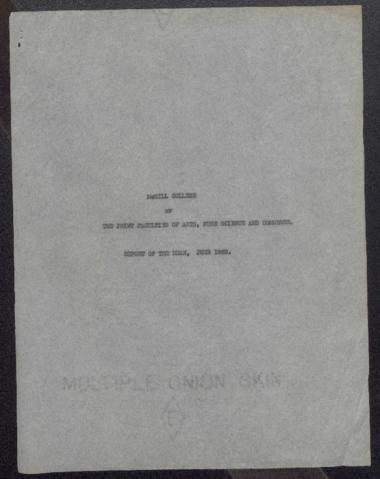 McGILL COLLEGE
OF
THE JOINT FACULTIES OF ARTS, PURE SCIENCE AND COMMERCE.
REPORT OF THE DEAN, JUNE
MULTIPLE ONION SKIN
E